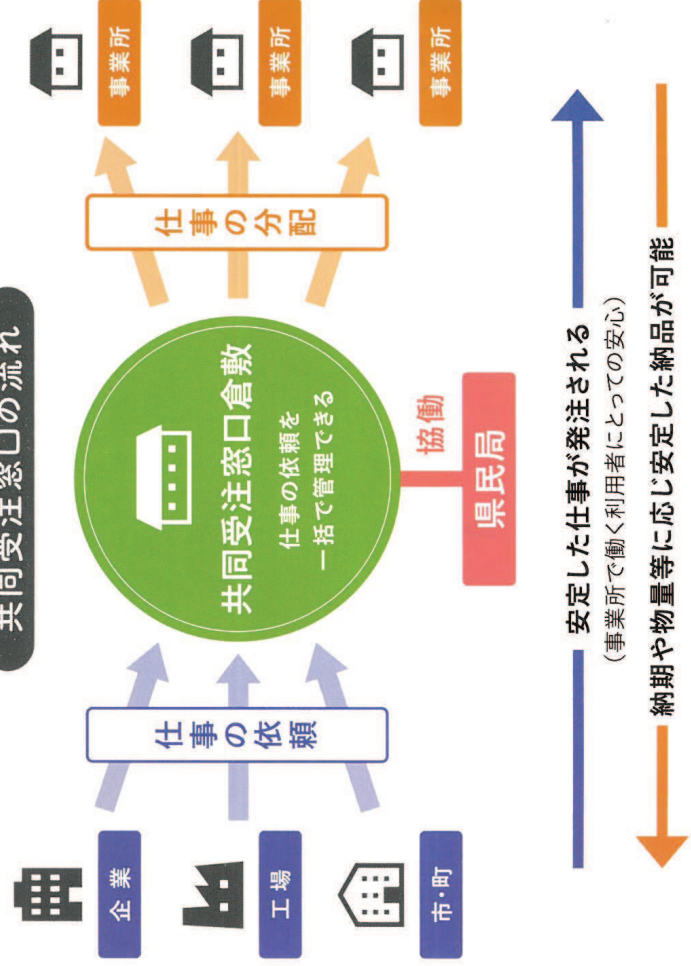 共同受注窓口の流れ
企業
工場
市・町
仕事の依頼
共同受注窓口倉敷
仕事の依頼を
一括で管理できる
協働
県民局
仕事の分配
事業所
事業所
事業所
安定した仕事が発注される
（事業所で働く利用者にとっての安心）
納期や物量等に応じ安定した納品が可能